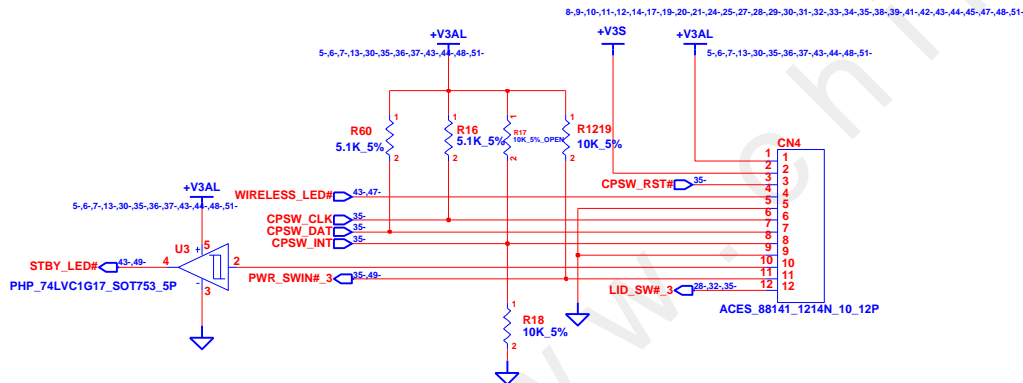 8-,9-,10-,11-,12-,14-,17-,19-,20-,21-,24-,25-,27-,28-,29-,30-,31-,32-,33-,34-,35-,38-,39-,41-,42-,43-,44-,45-,47-,48-,51-
+V3AL
+V3S
+V3AL
5-,6-,7-,13-,30-,35-,36-,37-,43-,44-,48-,51-
5-,6-,7-,13-,30-,35-,36-,37-,43-,44-,48-,51-
1 1 1 1
R60
5.1K_5%
R16
5.1K_5%
R17
10K_5%_OPEN
R1219
10K_5%
2 2 2 2
CN4
1 1
2 2
3 3
4 4
5 5
6 6
7 7
8 8
9 9
10 10
11 11
12 12
CPSW_RST# 35-
+V3AL
5-,6-,7-,13-,30-,35-,36-,37-,43-,44-,48-,51-
WIRELESS_LED# 43-,47-
CPSW_CLK 35-
CPSW_DAT 35-
CPSW_INT 35-
U3 + 5
STBY_LED# 43-,49- 4 2
PHP_74LVC1G17_SOT753_5P
- 3
PWR_SWIN#_3 35-,49-
LID_SW#_3 28-,32-,35-
ACES_88141_1214N_10_12P
1
R18
10K_5%
2
www.chi